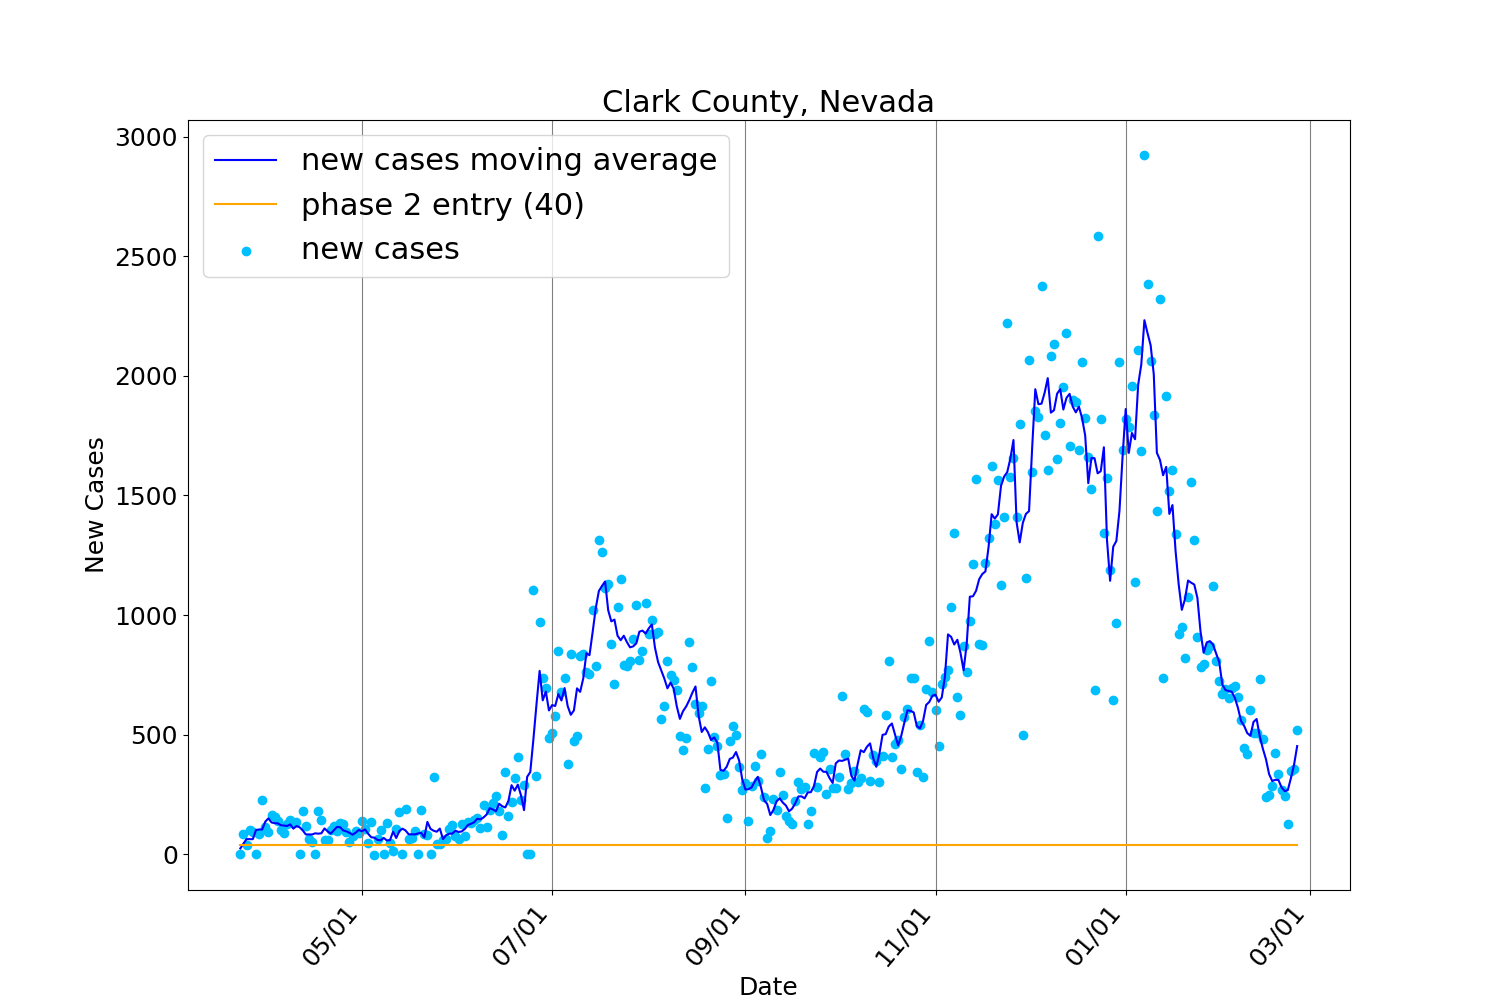 Clark County, Nevada
3000
2500
2000
1500
1000
500
0
New Cases
new cases moving average
phase 2 entry (40)
new cases
05/01
07/01
09/01
11/01
01/01
03/01
Date